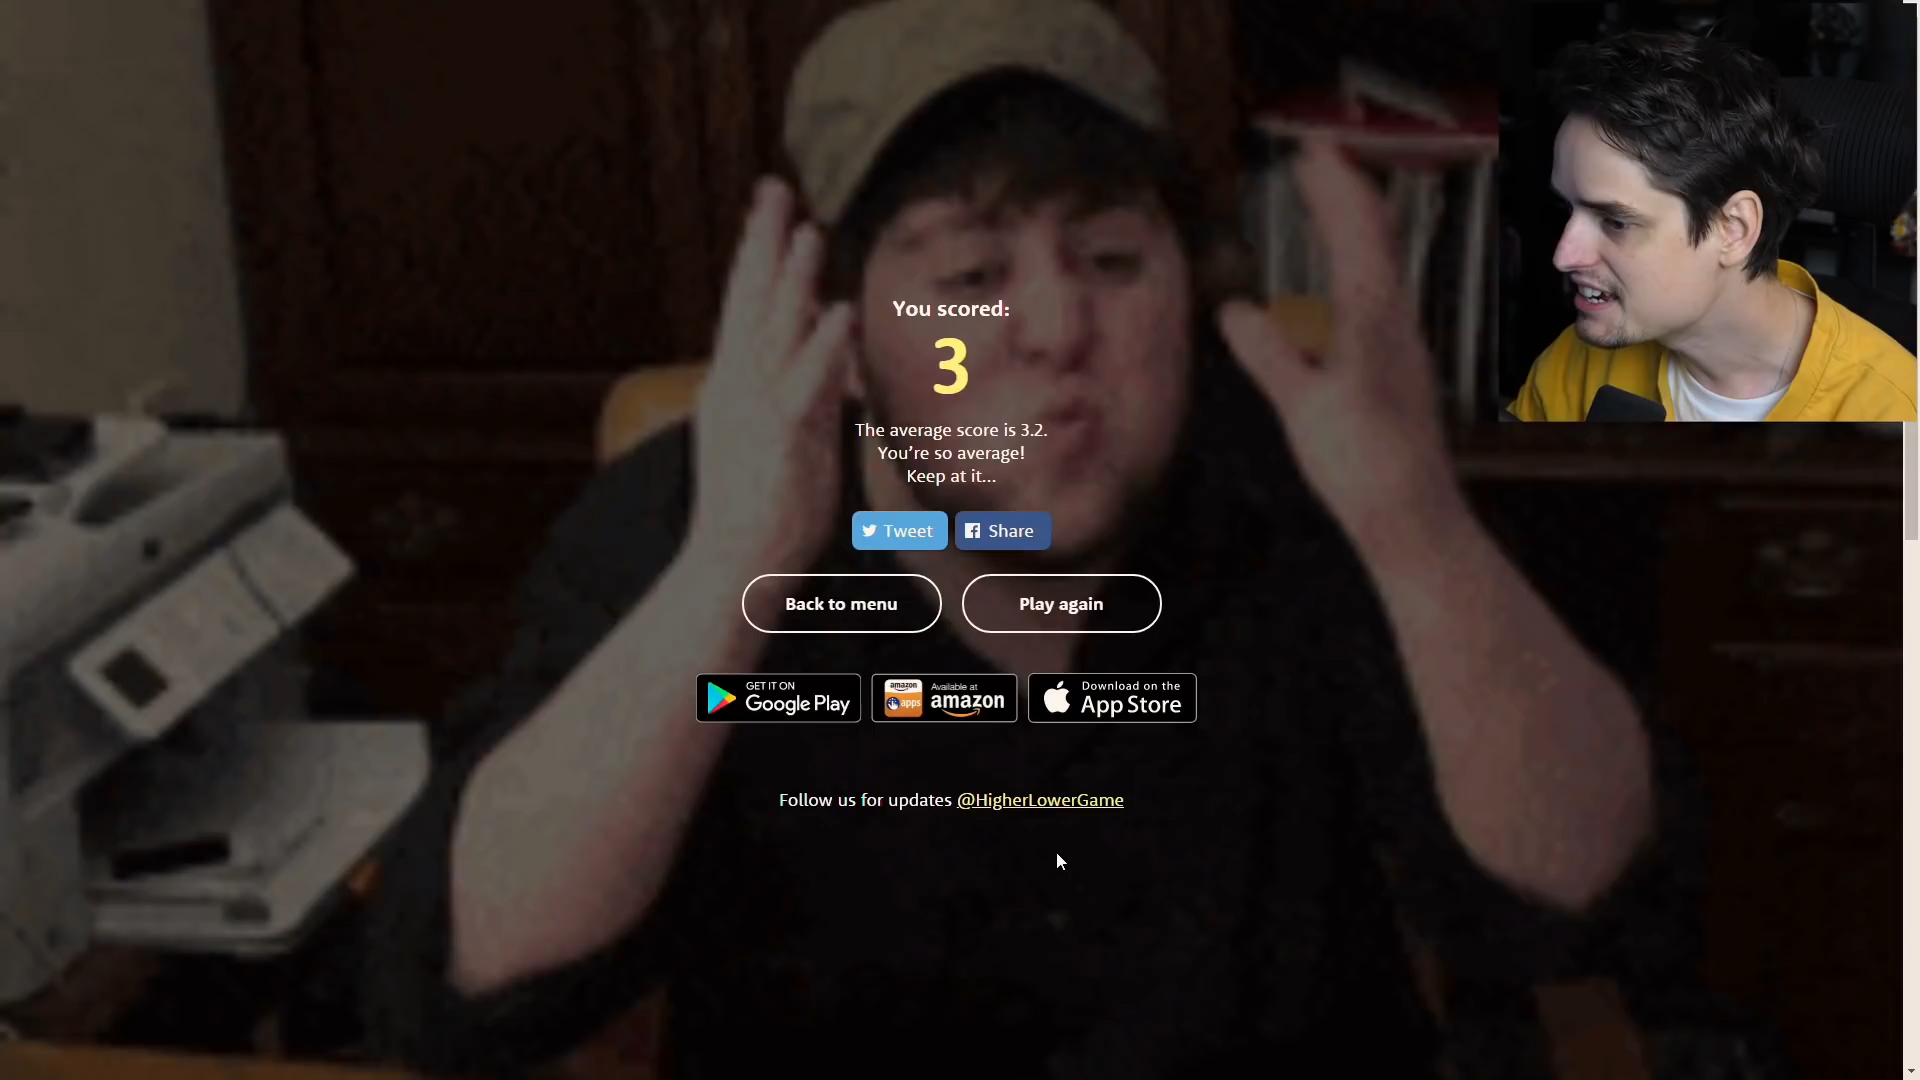 You scored:
3
The average score is 3.2.
You're so average!
Keep at it...
Tweet
Share
Back to menu
Play again
GET IT ON
Google Play
amazon
apps
Available at
amazon
Download on the
App Store
Follow us for updates @HigherLowerGame